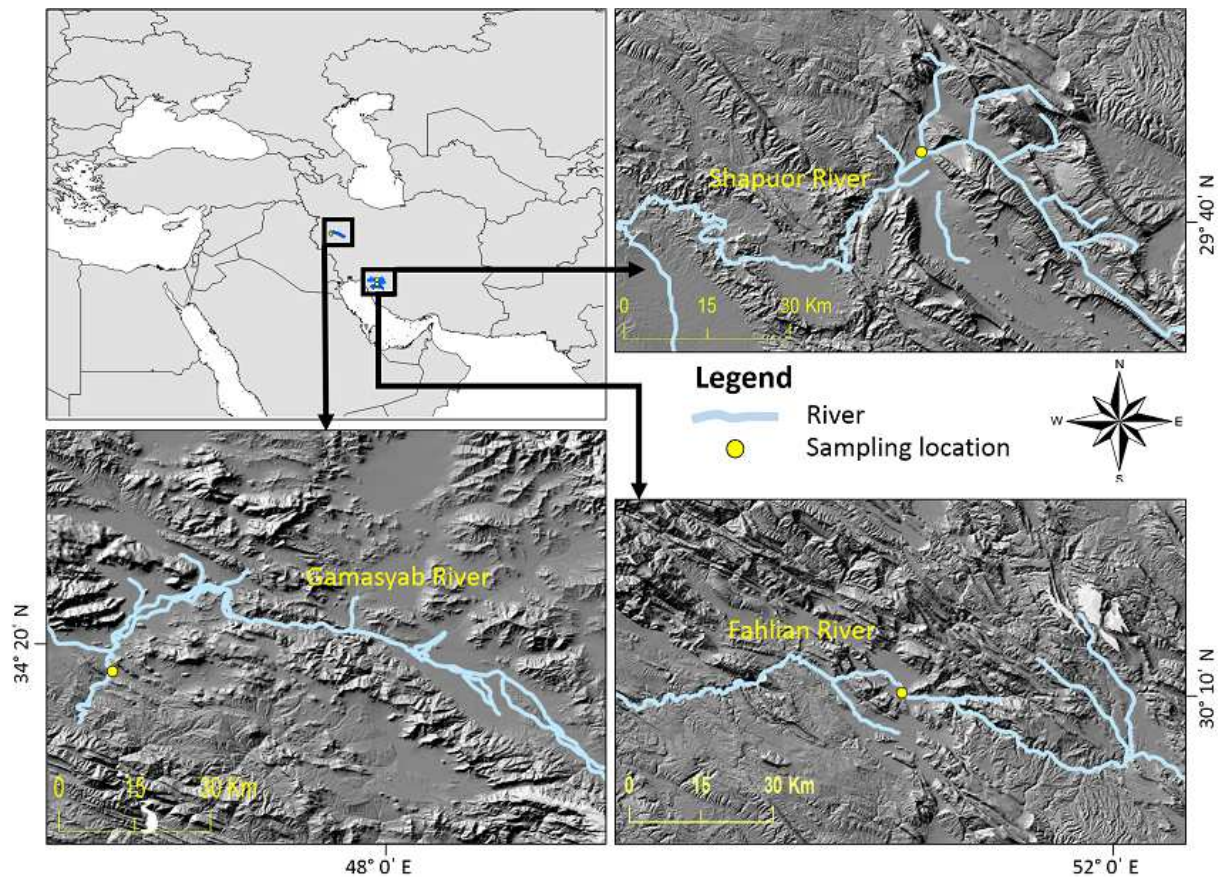 Shapuor River
0 15 30 Km
29° 40 N
Legend
River
Sampling location
N
W E
S
Gamasyab River
0 15 30 Km
34° 20 N
48° 0' E
Fahlian River
0 15 30 Km
30° 10 N
52° 0' E